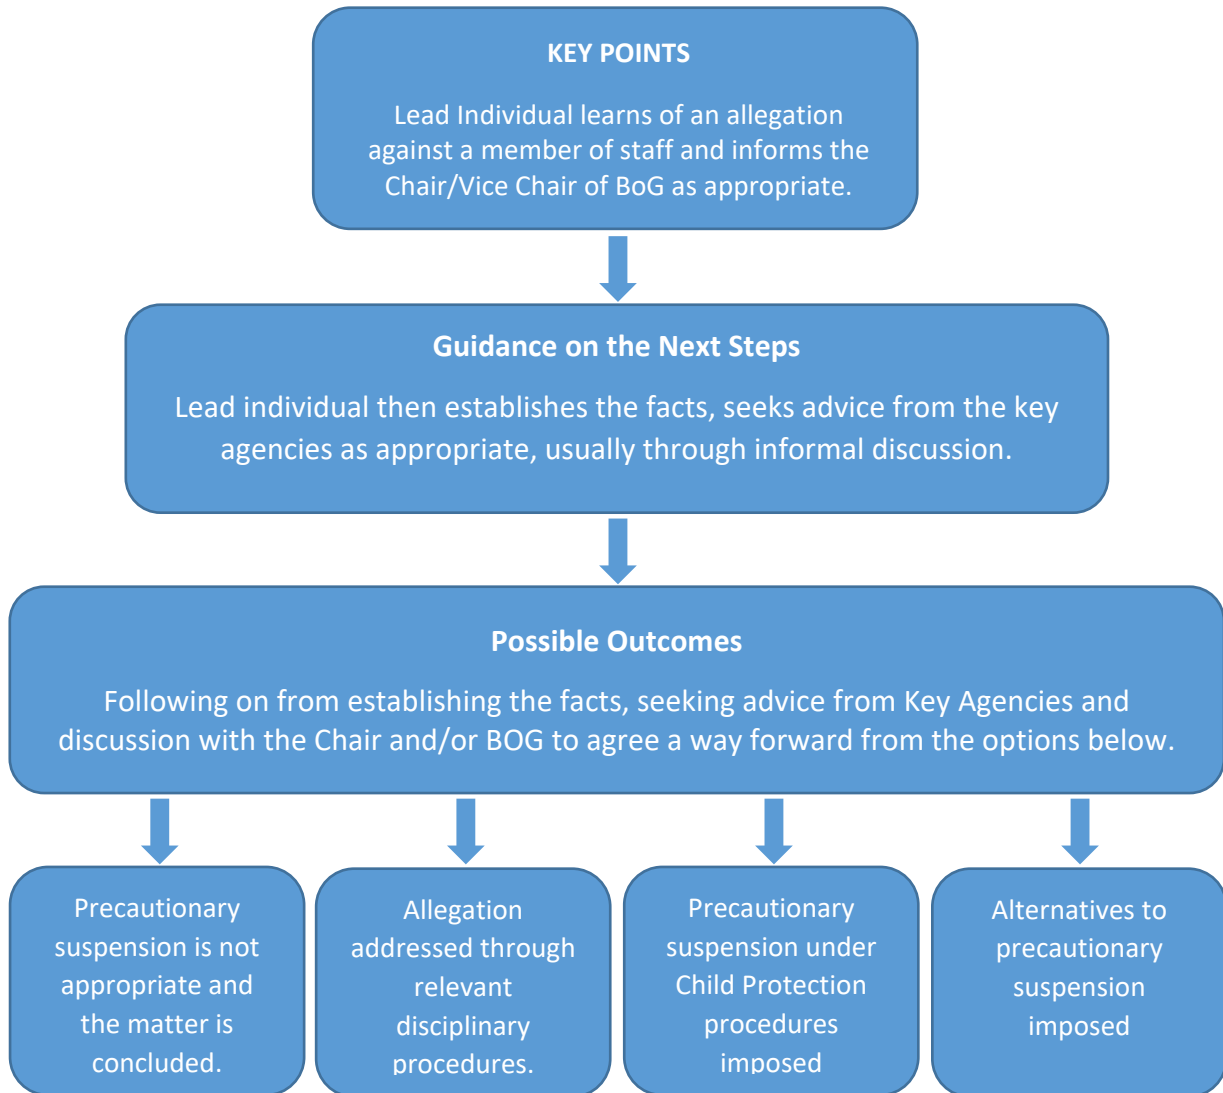 KEY POINTS
Lead Individual learns of an allegation
against a member of staff and informs the
Chair/Vice Chair of BoG as appropriate.
Guidance on the Next Steps
Lead individual then establishes the facts, seeks advice from the key
agencies as appropriate, usually through informal discussion.
Possible Outcomes
Following on from establishing the facts, seeking advice from Key Agencies and
discussion with the Chair and/or BOG to agree a way forward from the options below.
Precautionary
suspension is not
appropriate and
the matter is
concluded.
Allegation
addressed through
relevant
disciplinary
procedures.
Precautionary
suspension under
Child Protection
procedures
imposed
Alternatives to
precautionary
suspension
imposed